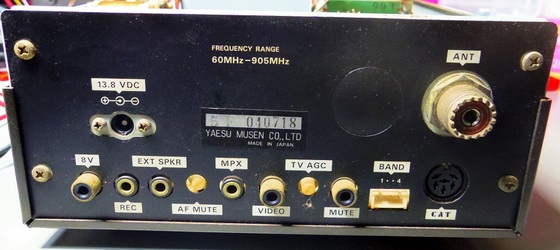 FREQUENCY RANGE
60MHz–905MHz
ANT
13.8 VDC
040718
YAESU MUSEN CO., LTD
MADE IN JAPAN
8V
EXT SPKR
MPX
TV AGC
BAND
1··4
REC
AF MUTE
VIDEO
MUTE
CAT